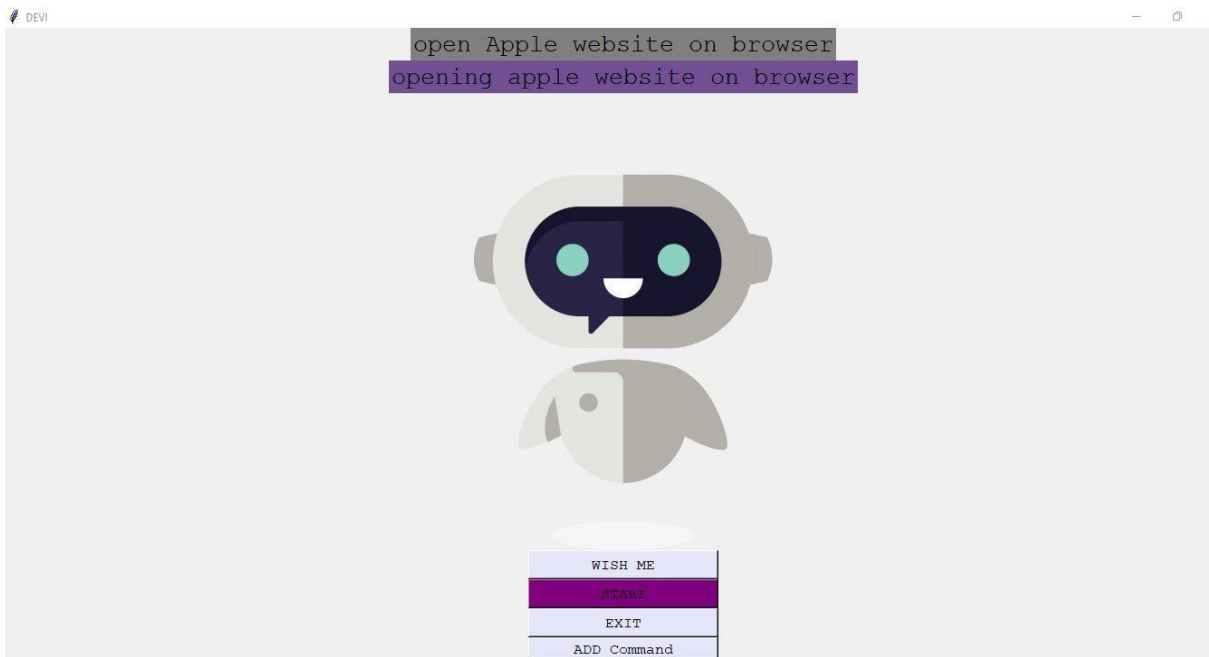 DEVI
open Apple website on browser
opening apple website on browser
WISH ME
START
EXIT
ADD Command